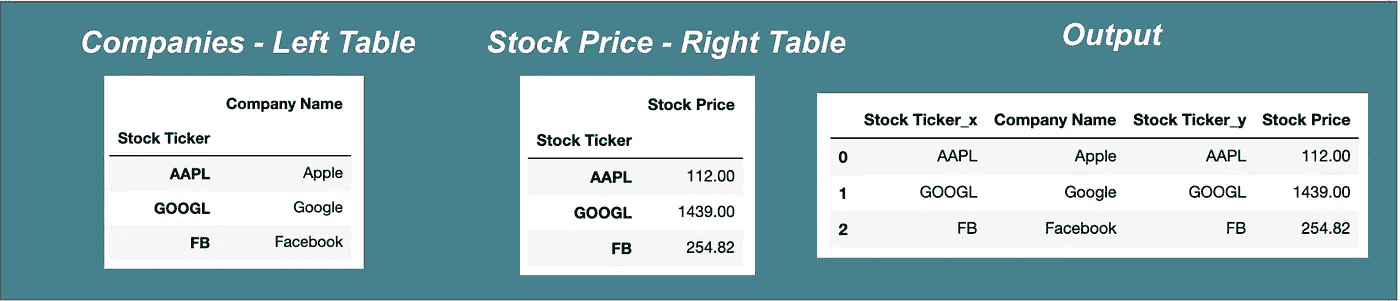 Companies - Left Table
Company Name
Stock Ticker
AAPL Apple
GOOGL Google
FB Facebook
Stock Price - Right Table
Stock Price
Stock Ticker
AAPL 112.00
GOOGL 1439.00
FB 254.82
Output
Stock Ticker_x Company Name Stock Ticker_y Stock Price
0 AAPL Apple AAPL 112.00
1 GOOGL Google GOOGL 1439.00
2 FB Facebook FB 254.82